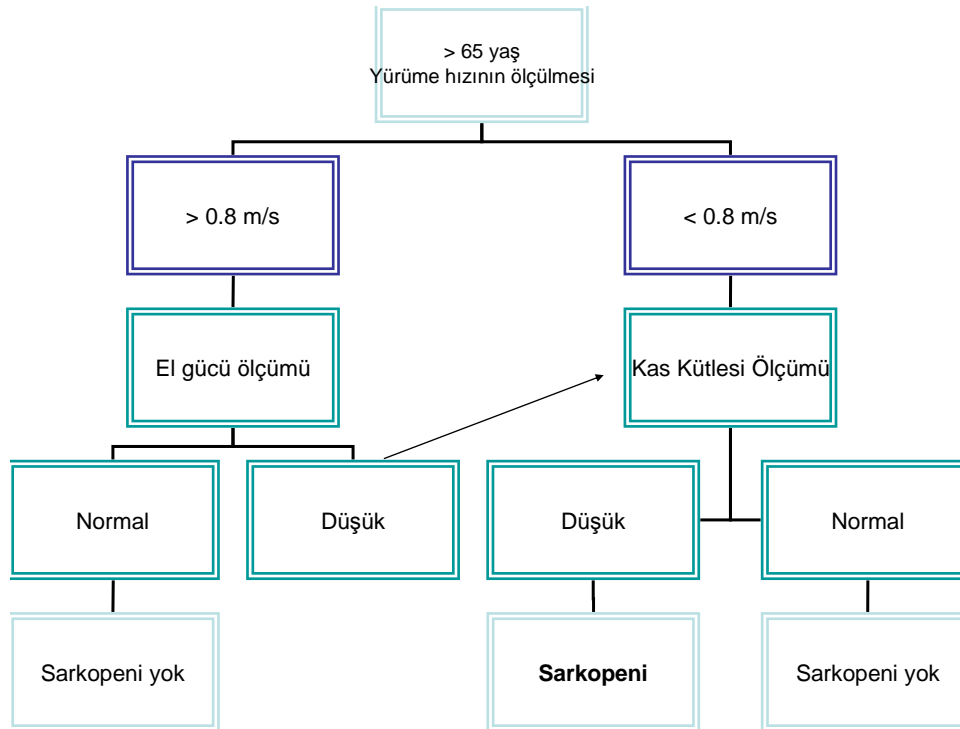 > 65 yaş
Yürüme hızının ölçülmesi
> 0.8 m/s
< 0.8 m/s
El gücü ölçümü
Kas Kütlesi Ölçümü
Normal
Düşük
Düşük
Normal
Sarkopeni yok
Sarkopeni
Sarkopeni yok